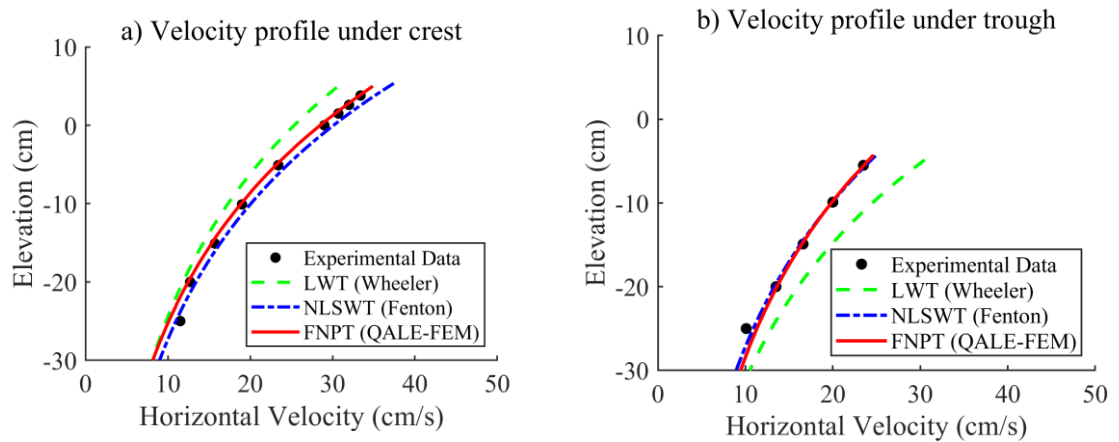 a) Velocity profile under crest
10
0
-10
-20
-30
Elevation (cm)
0
10
20
30
40
50
Horizontal Velocity (cm/s)
Experimental Data
LWT (Wheeler)
NLSWT (Fenton)
FNPT (QALE-FEM)
b) Velocity profile under trough
10
0
-10
-20
-30
Elevation (cm)
0
10
20
30
40
50
Horizontal Velocity (cm/s)
Experimental Data
LWT (Wheeler)
NLSWT (Fenton)
FNPT (QALE-FEM)